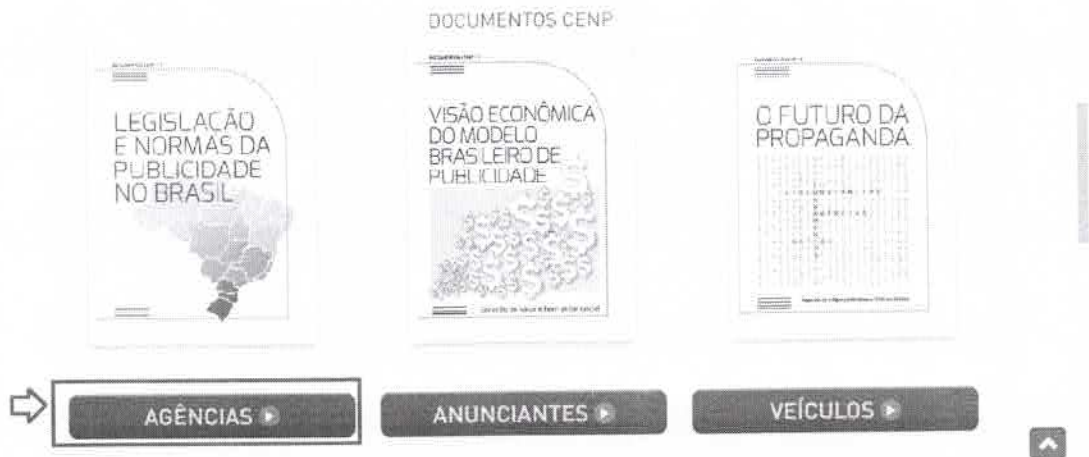 DOCUMENTOS CENP
LEGISLAÇÃO
E NORMAS DA
PUBLICIDADE
NO BRASIL
VISÃO ECONÔMICA
DO MODELO
BRASILEIRO DE
PUBLICIDADE
O FUTURO DA
PROPAGANDA
AGÊNCIAS
ANUNCIANTES
VEÍCULOS